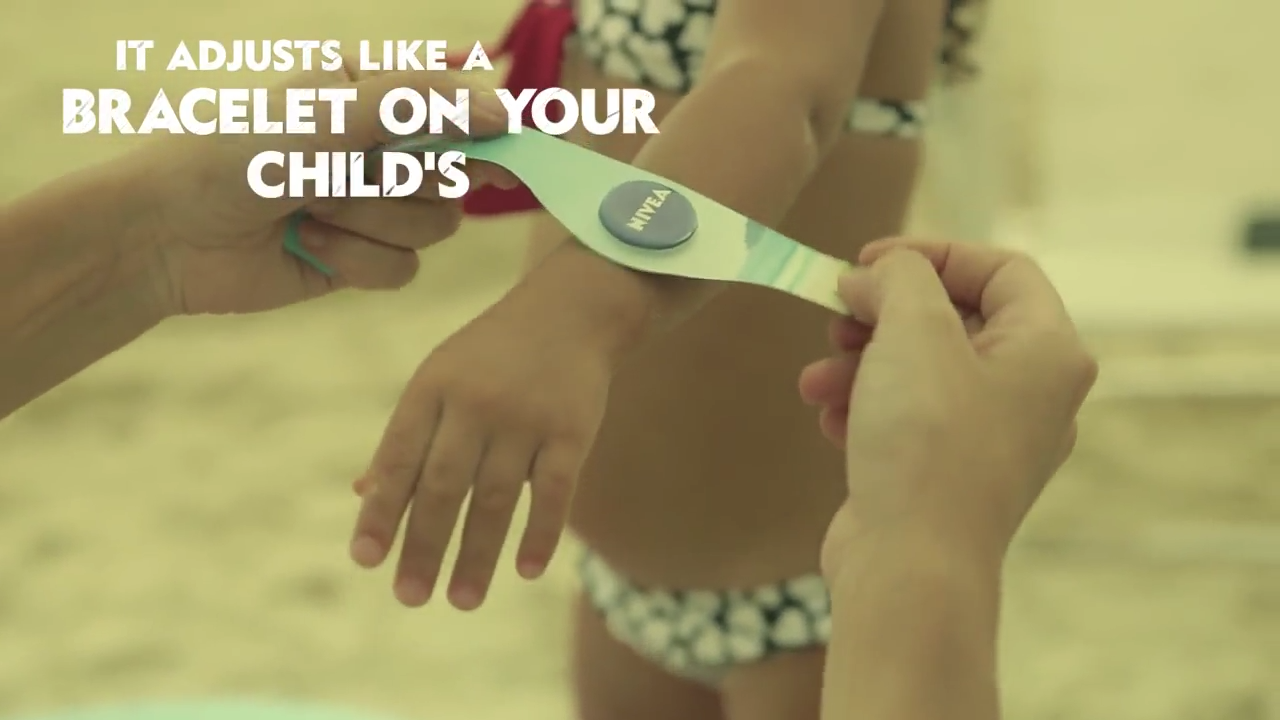 IT ADJUSTS LIKE A
BRACELET ON YOUR
CHILD'S
NIVEA